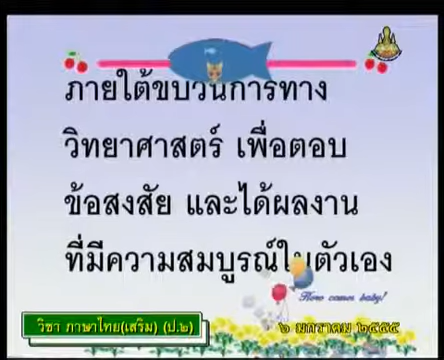 ภายใต้ขบวนการทาง
วิทยาศาสตร์ เพื่อตอบ
ข้อสงสัย และได้ผลงาน
ที่มีความสมบูรณ์ในตัวเอง
Here comes baby!
วิชา ภาษาไทย(เสริม) (ป.๒)
๖ มกราคม ๒๕๕๕